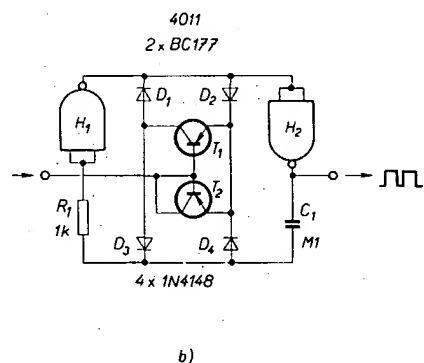 4011
2 x BC177
H₁
D₁
D₂
H₂
T₁
T₂
R₁
1k
D₃
D₄
C₁
M1
4 x 1N4148
b)